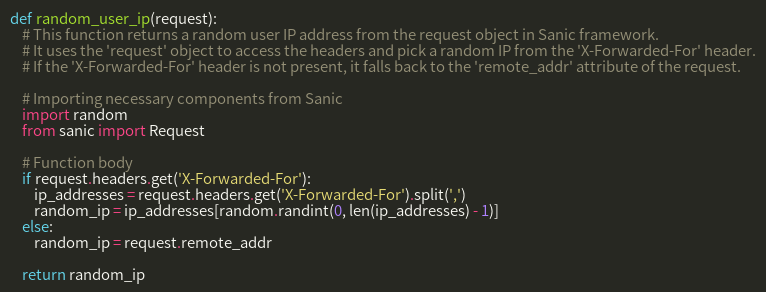 def random_user_ip(request):
    # This function returns a random user IP address from the request object in Sanic framework.
    # It uses the 'request' object to access the headers and pick a random IP from the 'X-Forwarded-For' header.
    # If the 'X-Forwarded-For' header is not present, it falls back to the 'remote_addr' attribute of the request.

    # Importing necessary components from Sanic
    import random
    from sanic import Request

    # Function body
    if request.headers.get('X-Forwarded-For'):
        ip_addresses = request.headers.get('X-Forwarded-For').split(',')
        random_ip = ip_addresses[random.randint(0, len(ip_addresses) - 1)]
    else:
        random_ip = request.remote_addr

    return random_ip